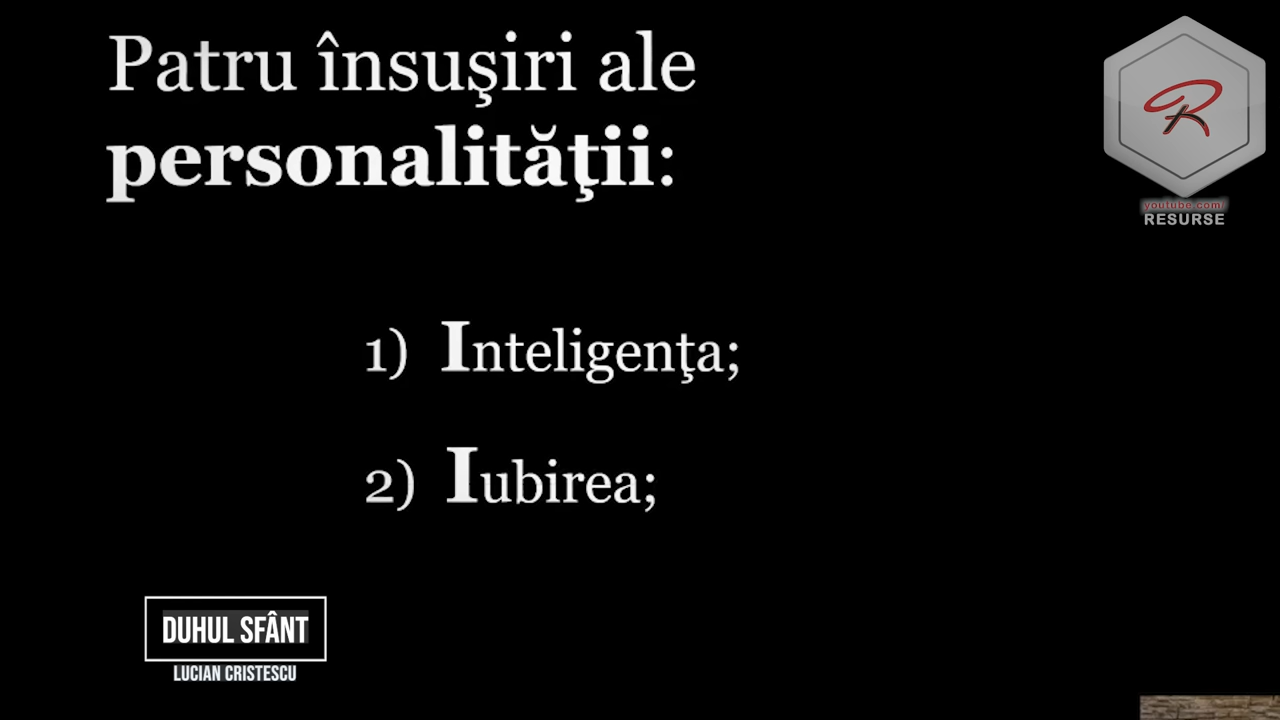 Patru însuşiri ale
personalităţii:
1) Inteligenţa;
2) Iubirea;
R
youtube.com/
RESURSE
DUHUL SFÂNT
LUCIAN CRISTESCU